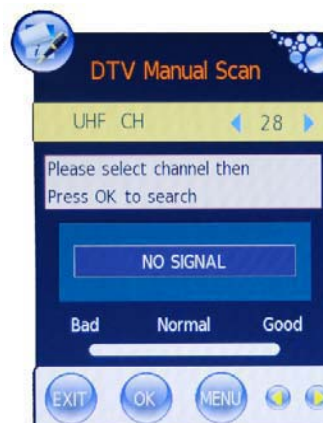 DTV Manual Scan
UHF CH 28
Please select channel then
Press OK to search
NO SIGNAL
Bad Normal Good
EXIT OK MENU